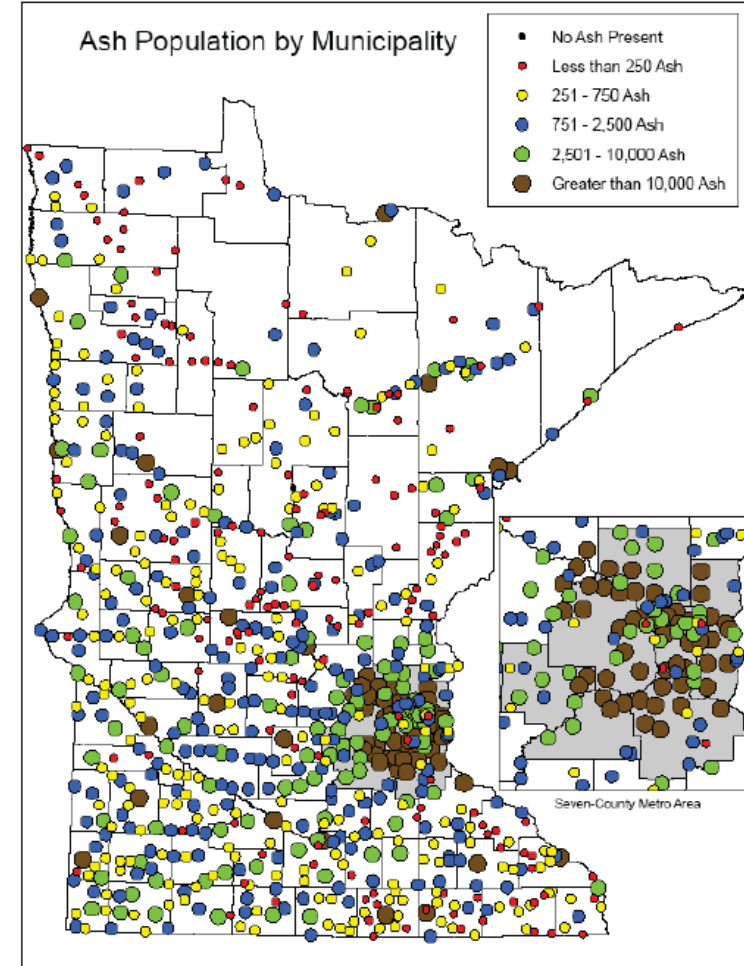 Ash Population by Municipality
No Ash Present
Less than 250 Ash
251 - 750 Ash
751 - 2,500 Ash
2,501 - 10,000 Ash
Greater than 10,000 Ash
Seven-County Metro Area